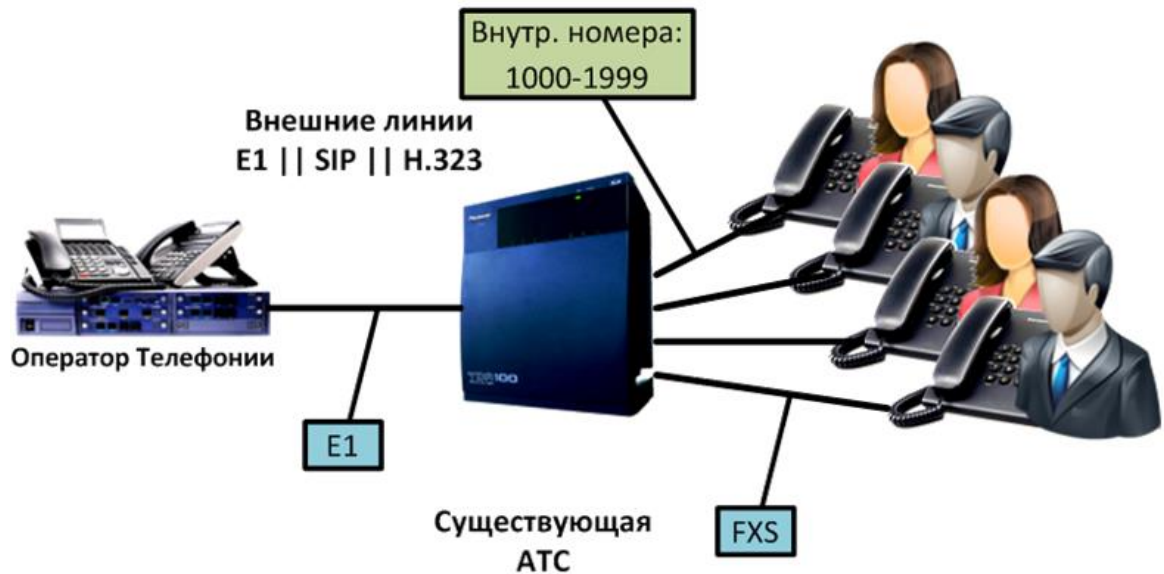 Внутр. номера:
1000-1999
Внешние линии
E1 || SIP || H.323
Оператор Телефонии
E1
Существующая
АТС
FXS